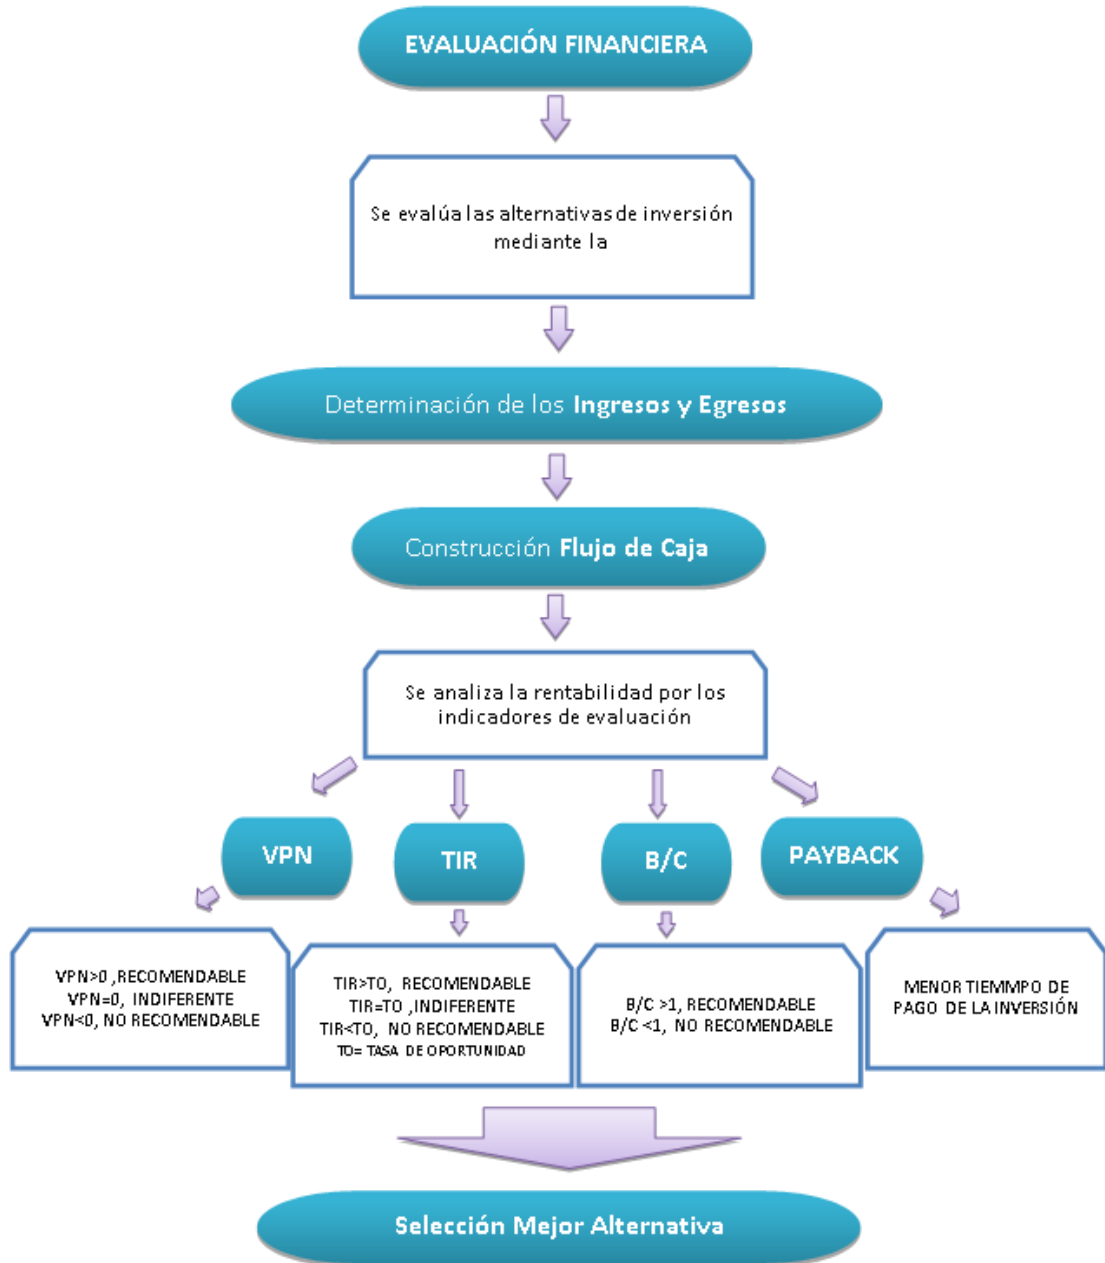 EVALUACIÓN FINANCIERA
Se evalúa las alternativas de inversión
mediante la
Determinación de los Ingresos y Egresos
Construcción Flujo de Caja
Se analiza la rentabilidad por los
indicadores de evaluación
VPN
TIR
B/C
PAYBACK
VPN>0 ,RECOMENDABLE
VPN=0, INDIFERENTE
VPN<0, NO RECOMENDABLE
TIR>TO, RECOMENDABLE
TIR=TO ,INDIFERENTE
TIR<TO, NO RECOMENDABLE
TO= TASA DE OPORTUNIDAD
B/C >1, RECOMENDABLE
B/C <1, NO RECOMENDABLE
MENOR TIEMMPO DE
PAGO DE LA INVERSIÓN
Selección Mejor Alternativa